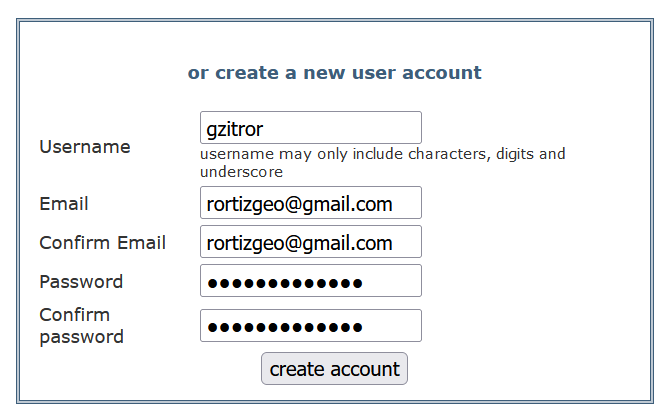 or create a new user account
Username
gzitror
username may only include characters, digits and
underscore
Email
rortizgeo@gmail.com
Confirm Email
rortizgeo@gmail.com
Password
●●●●●●●●●●●●●
Confirm
password
●●●●●●●●●●●●●
create account